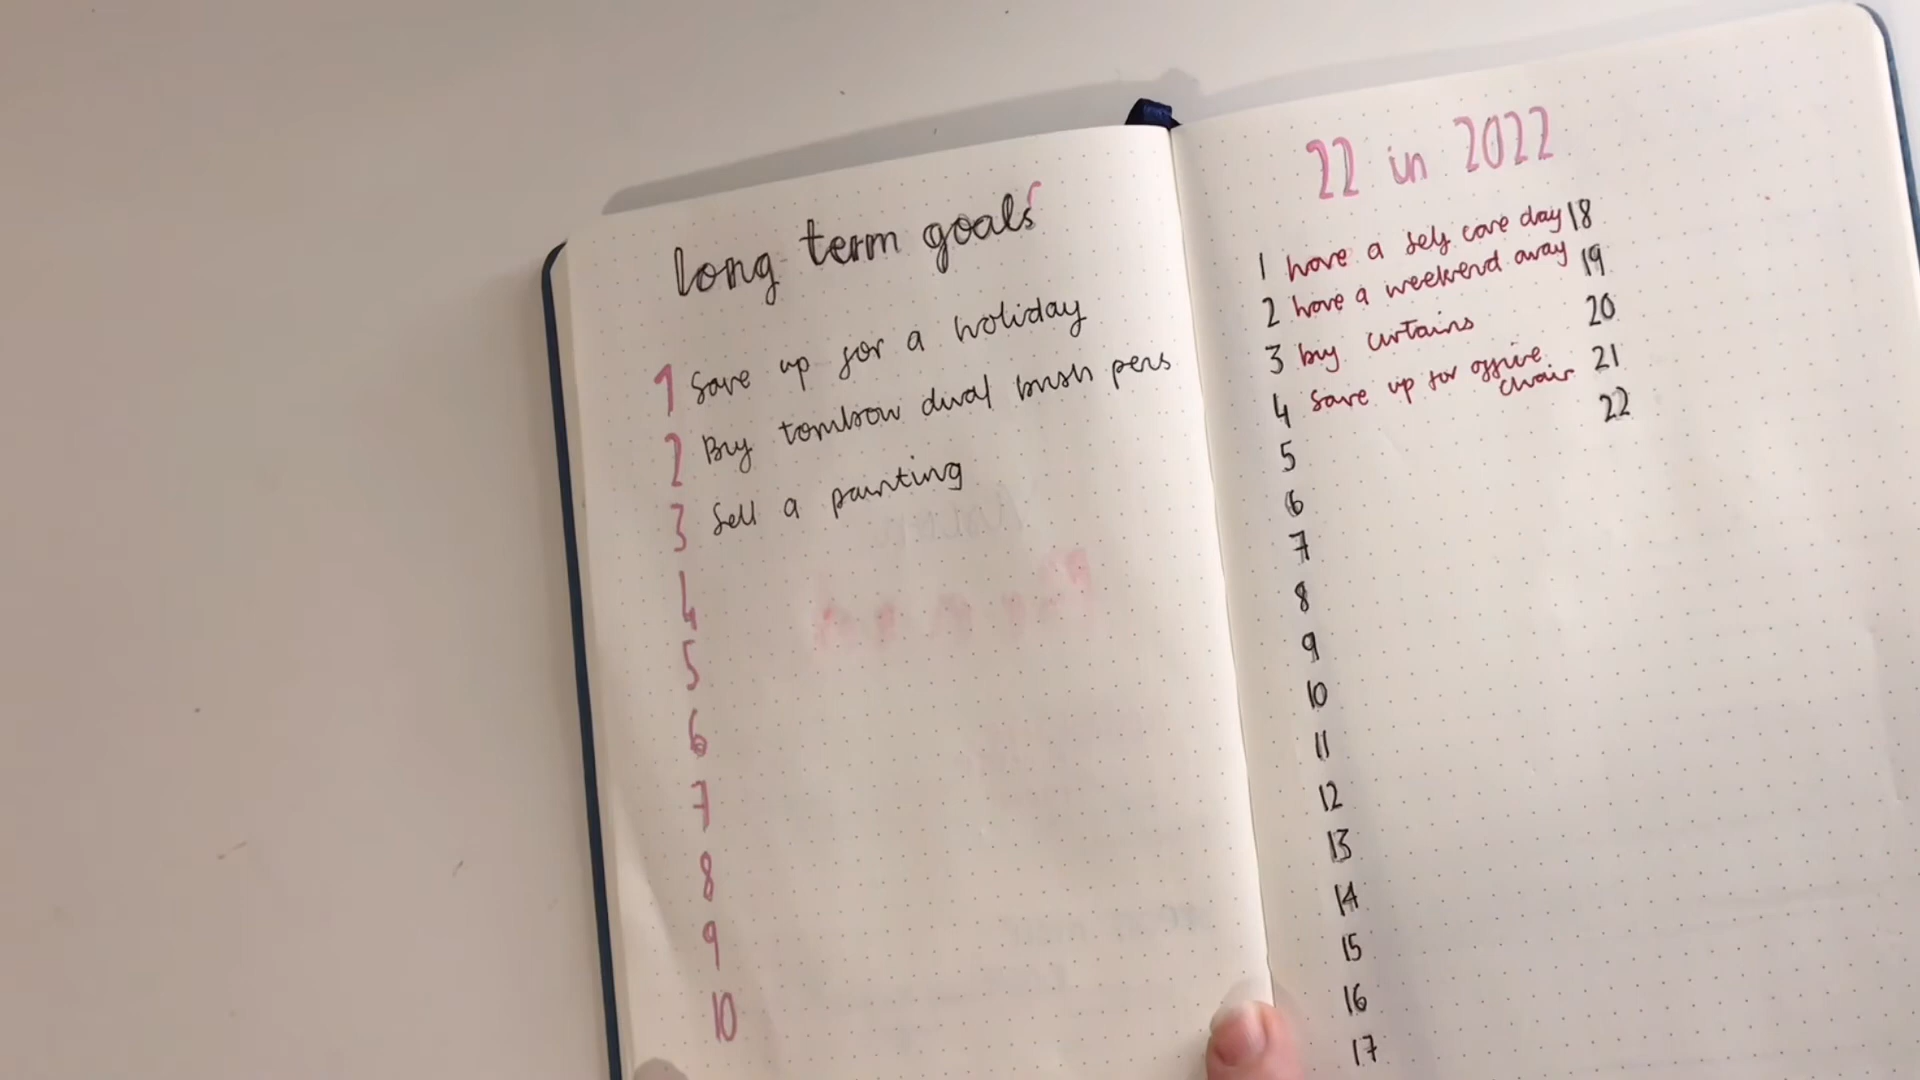 long term goals
1 Save up for a holiday
2 Buy tombow dual brush pens
3 Sell a painting
4
5
6
7
8
9
10
22 in 2022
1 have a self care day
2 have a weekend away
3 buy curtains
4 save up for office
chair
5
6
7
8
9
10
11
12
13
14
15
16
17
18
19
20
21
22